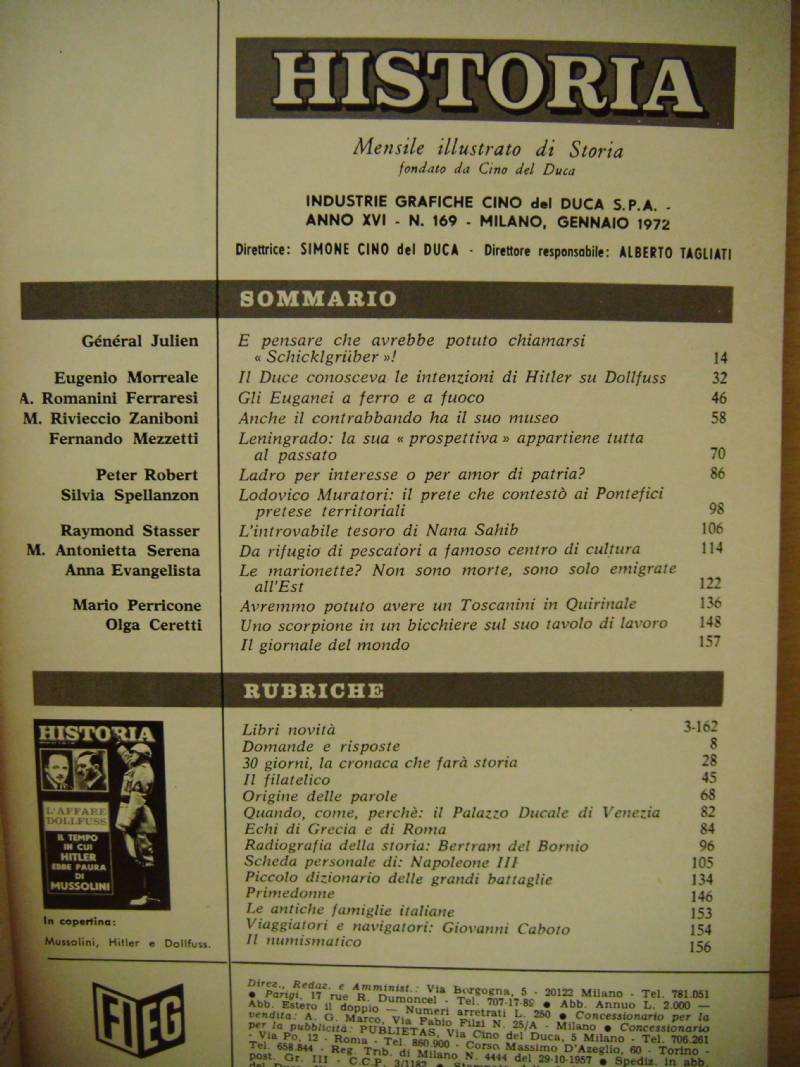 HISTORIA
Mensile illustrato di Storia
fondato da Cino del Duca
INDUSTRIE GRAFICHE CINO del DUCA S.P.A. -
ANNO XVI - N. 169 - MILANO, GENNAIO 1972
Direttrice: SIMONE CINO del DUCA - Direttore responsabile: ALBERTO TAGLIATI
SOMMARIO
Général Julien E pensare che avrebbe potuto chiamarsi
« Schicklgrüber »! 14
Eugenio Morreale Il Duce conosceva le intenzioni di Hitler su Dollfuss 32
A. Romanini Ferraresi Gli Euganei a ferro e a fuoco 46
M. Rivieccio Zaniboni Anche il contrabbando ha il suo museo 58
Fernando Mezzetti Leningrado: la sua « prospettiva » appartiene tutta
al passato 70
Peter Robert Ladro per interesse o per amor di patria? 86
Silvia Spellanzon Lodovico Muratori: il prete che contestò ai Pontefici
pretese territoriali 98
Raymond Stasser L'introvabile tesoro di Nana Sahib 106
M. Antonietta Serena Da rifugio di pescatori a famoso centro di cultura 114
Anna Evangelista Le marionette? Non sono morte, sono solo emigrate
all'Est 122
Mario Perricone Avremmo potuto avere un Toscanini in Quirinale 136
Olga Ceretti Uno scorpione in un bicchiere sul suo tavolo di lavoro 148
Il giornale del mondo 157
RUBRICHE
Libri novità 3-162
Domande e risposte 8
30 giorni, la cronaca che farà storia 28
Il filatelico 45
Origine delle parole 68
Quando, come, perchè: il Palazzo Ducale di Venezia 82
Echi di Grecia e di Roma 84
Radiografia della storia: Bertram del Bornio 96
Scheda personale di: Napoleone III 105
Piccolo dizionario delle grandi battaglie 134
Primedonne 146
Le antiche famiglie italiane 153
Viaggiatori e navigatori: Giovanni Caboto 154
Il numismatico 156
HISTORIA
L'AFFARE
DOLLFUSS
IL TEMPO
IN CUI
HITLER
EBBE PAURA
DI
MUSSOLINI
In copertina:
Mussolini, Hitler e Dollfuss.
FIEG
Direz., Redaz. e Amminist.: Via Borgogna, 5 - 20122 Milano - Tel. 781.051
● Parigi, 17 rue R. Dumoncel - Tel. 707-17-89 ● Abb. Annuo L. 2.000 —
Abb. Estero il doppio — Numeri arretrati L. 250 ● Concessionario per la
vendita: A. G. Marco, Via Fabio Filzi N. 25/A - Milano ● Concessionario
per la pubblicità: PUBLIETAS, Via Cino del Duca, 5 Milano - Tel. 706.261
- Via Po, 12 - Roma - Tel. 860.900 - Corso Massimo D'Azeglio, 60 - Torino -
Tel. 658.844 - Reg. Trib. di Milano N. 4444 del 29-10-1957 ● Spediz. in abb.
post. Gr. III - C.C.P. 3/1182 ●